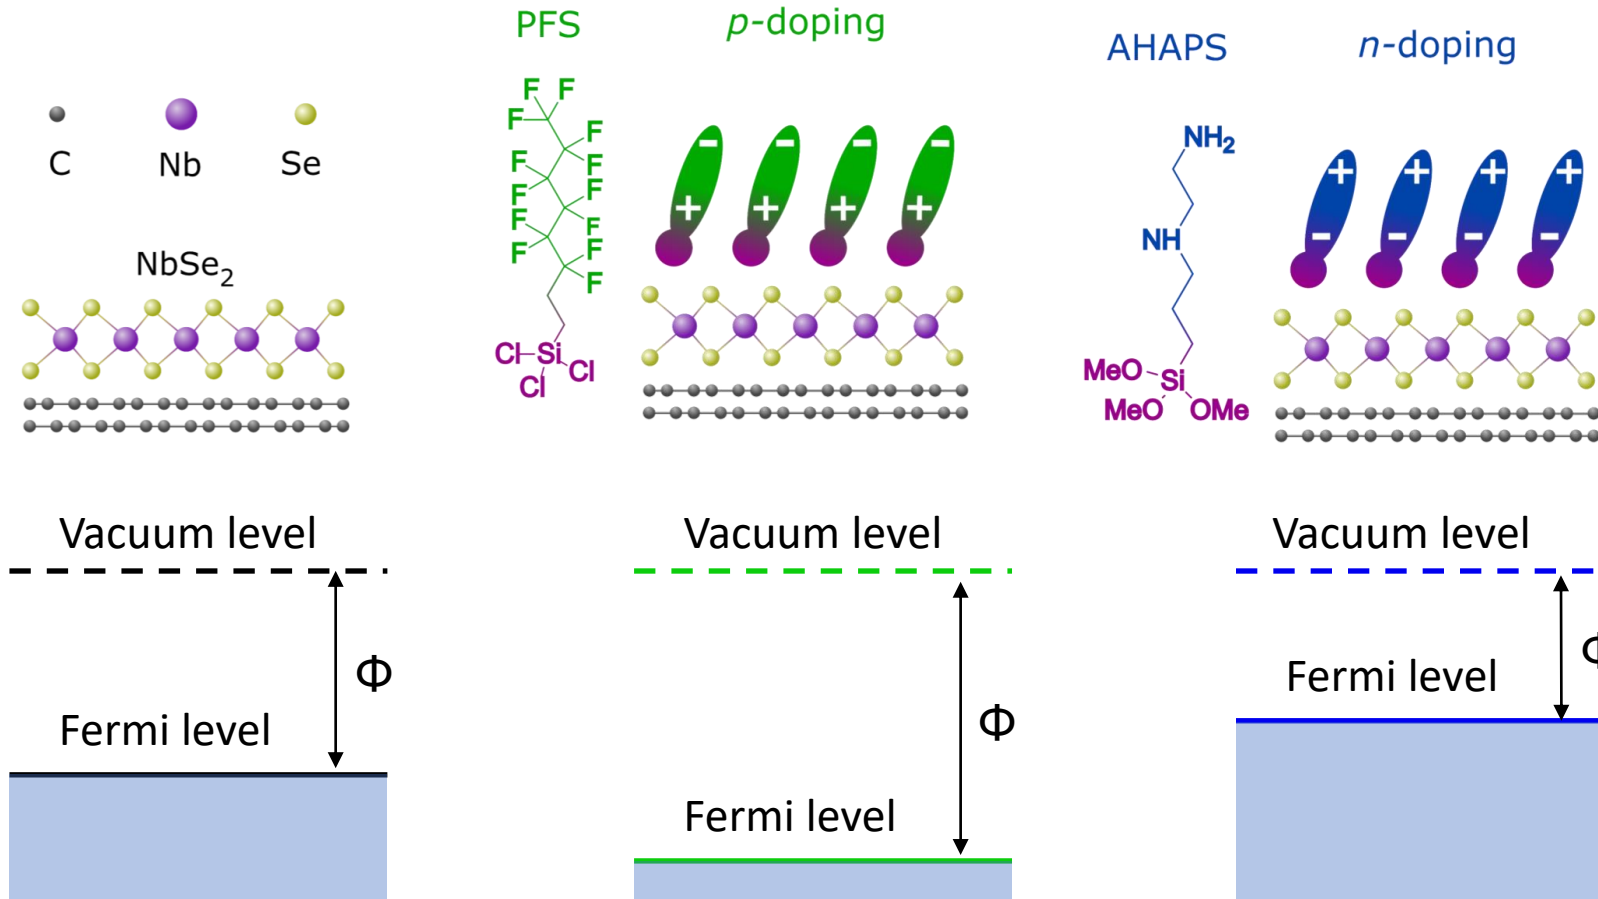 PFS
p-doping
AHAPS
n-doping
C
Nb
Se
NbSe2
F F
F
F
F
F
F
F
F
F
F
F
F
Cl
Si
Cl
Cl
- - - -
+ + + +
NH2
NH
MeO
Si
MeO
OMe
+ + + +
- - - -
Vacuum level
Φ
Fermi level
Vacuum level
Φ
Fermi level
Vacuum level
Fermi level